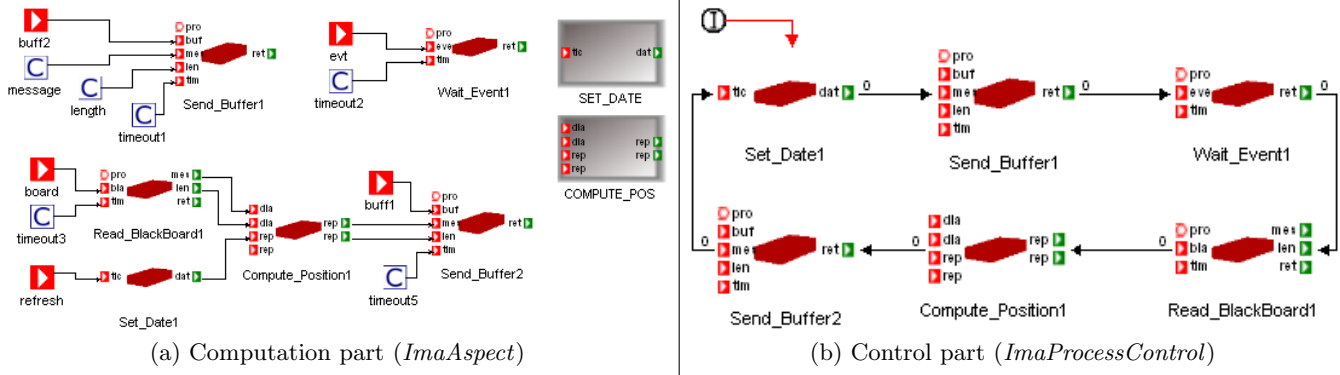 pro
buf
mes
len
tim
ret
buff2
message
length
timeout1
Send_Buffer1
pro
eve
tim
ret
evt
timeout2
Wait_Event1
tic
dat
SET_DATE
dla
dla
rep
rep
rep
rep
COMPUTE_POS
board
timeout3
pro
bla
tim
mes
len
ret
Read_BlackBoard1
refresh
tic
dat
Set_Date1
dla
dla
rep
rep
rep
rep
Compute_Position1
buff1
timeout5
pro
buf
mes
len
tim
ret
Send_Buffer2
(a) Computation part (ImaAspect)
I
tic
dat
0
Set_Date1
pro
buf
mes
len
tim
ret
0
Send_Buffer1
pro
eve
tim
ret
0
Wait_Event1
pro
buf
mes
len
tim
ret
0
Send_Buffer2
dla
dla
rep
rep
rep
rep
0
Compute_Position1
pro
bla
tim
mes
len
ret
0
Read_BlackBoard1
(b) Control part (ImaProcessControl)